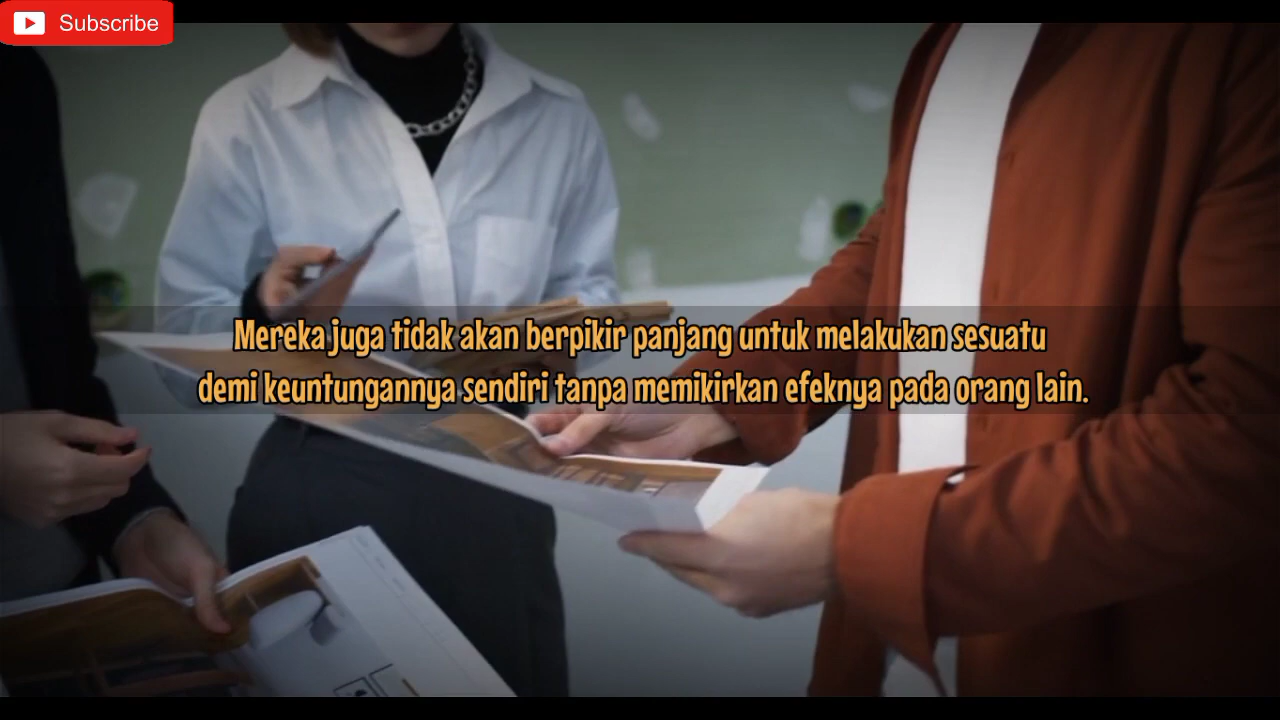 Subscribe
Mereka juga tidak akan berpikir panjang untuk melakukan sesuatu
demi keuntungannya sendiri tanpa memikirkan efeknya pada orang lain.